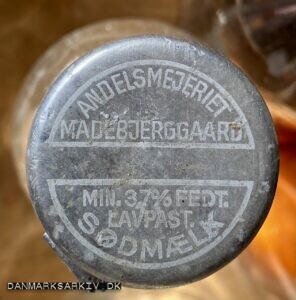 ANDELSMEJERIET
MADEBJERGGAARD
MIN. 3,7% FEDT.
LAVPAST.
SØDMÆLK
DANMARKSARKIV.DK